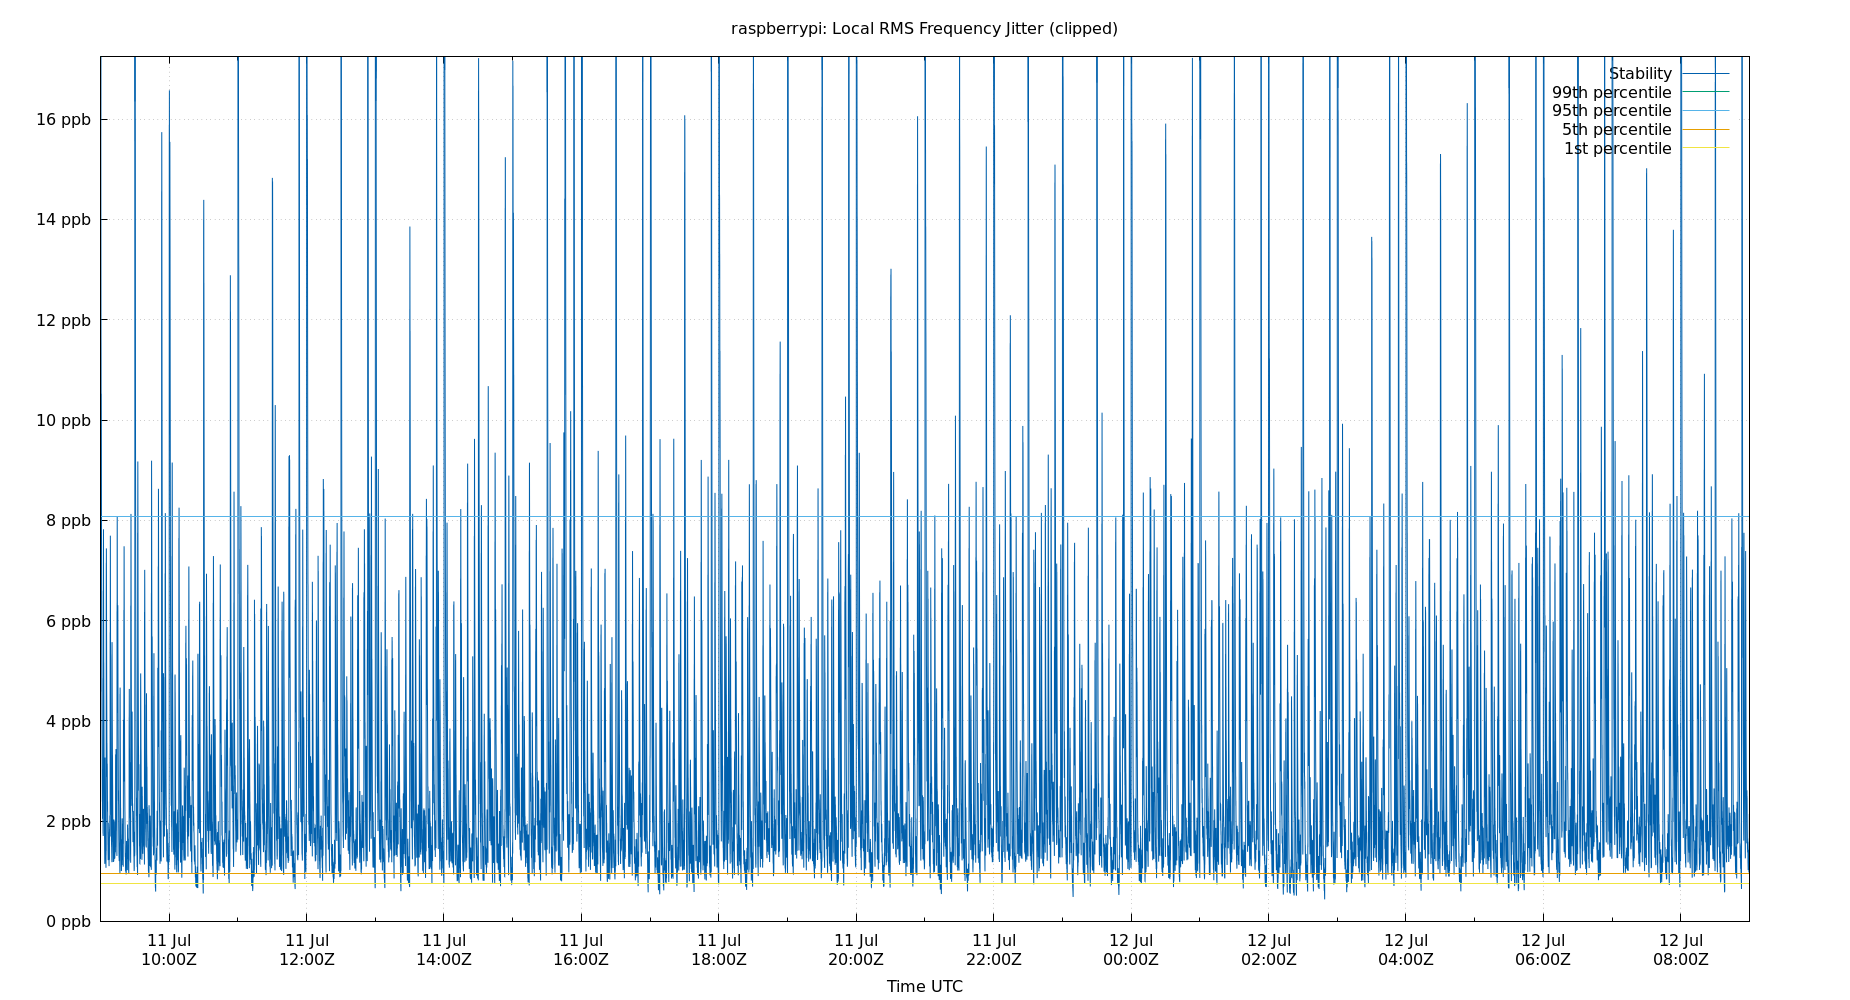 raspberrypi: Local RMS Frequency Jitter (clipped)
Stability
99th percentile
95th percentile
5th percentile
1st percentile
16 ppb
14 ppb
12 ppb
10 ppb
8 ppb
6 ppb
4 ppb
2 ppb
0 ppb
11 Jul 11 Jul 11 Jul 11 Jul 11 Jul 11 Jul 11 Jul 12 Jul 12 Jul 12 Jul 12 Jul 12 Jul
10:00Z 12:00Z 14:00Z 16:00Z 18:00Z 20:00Z 22:00Z 00:00Z 02:00Z 04:00Z 06:00Z 08:00Z
Time UTC